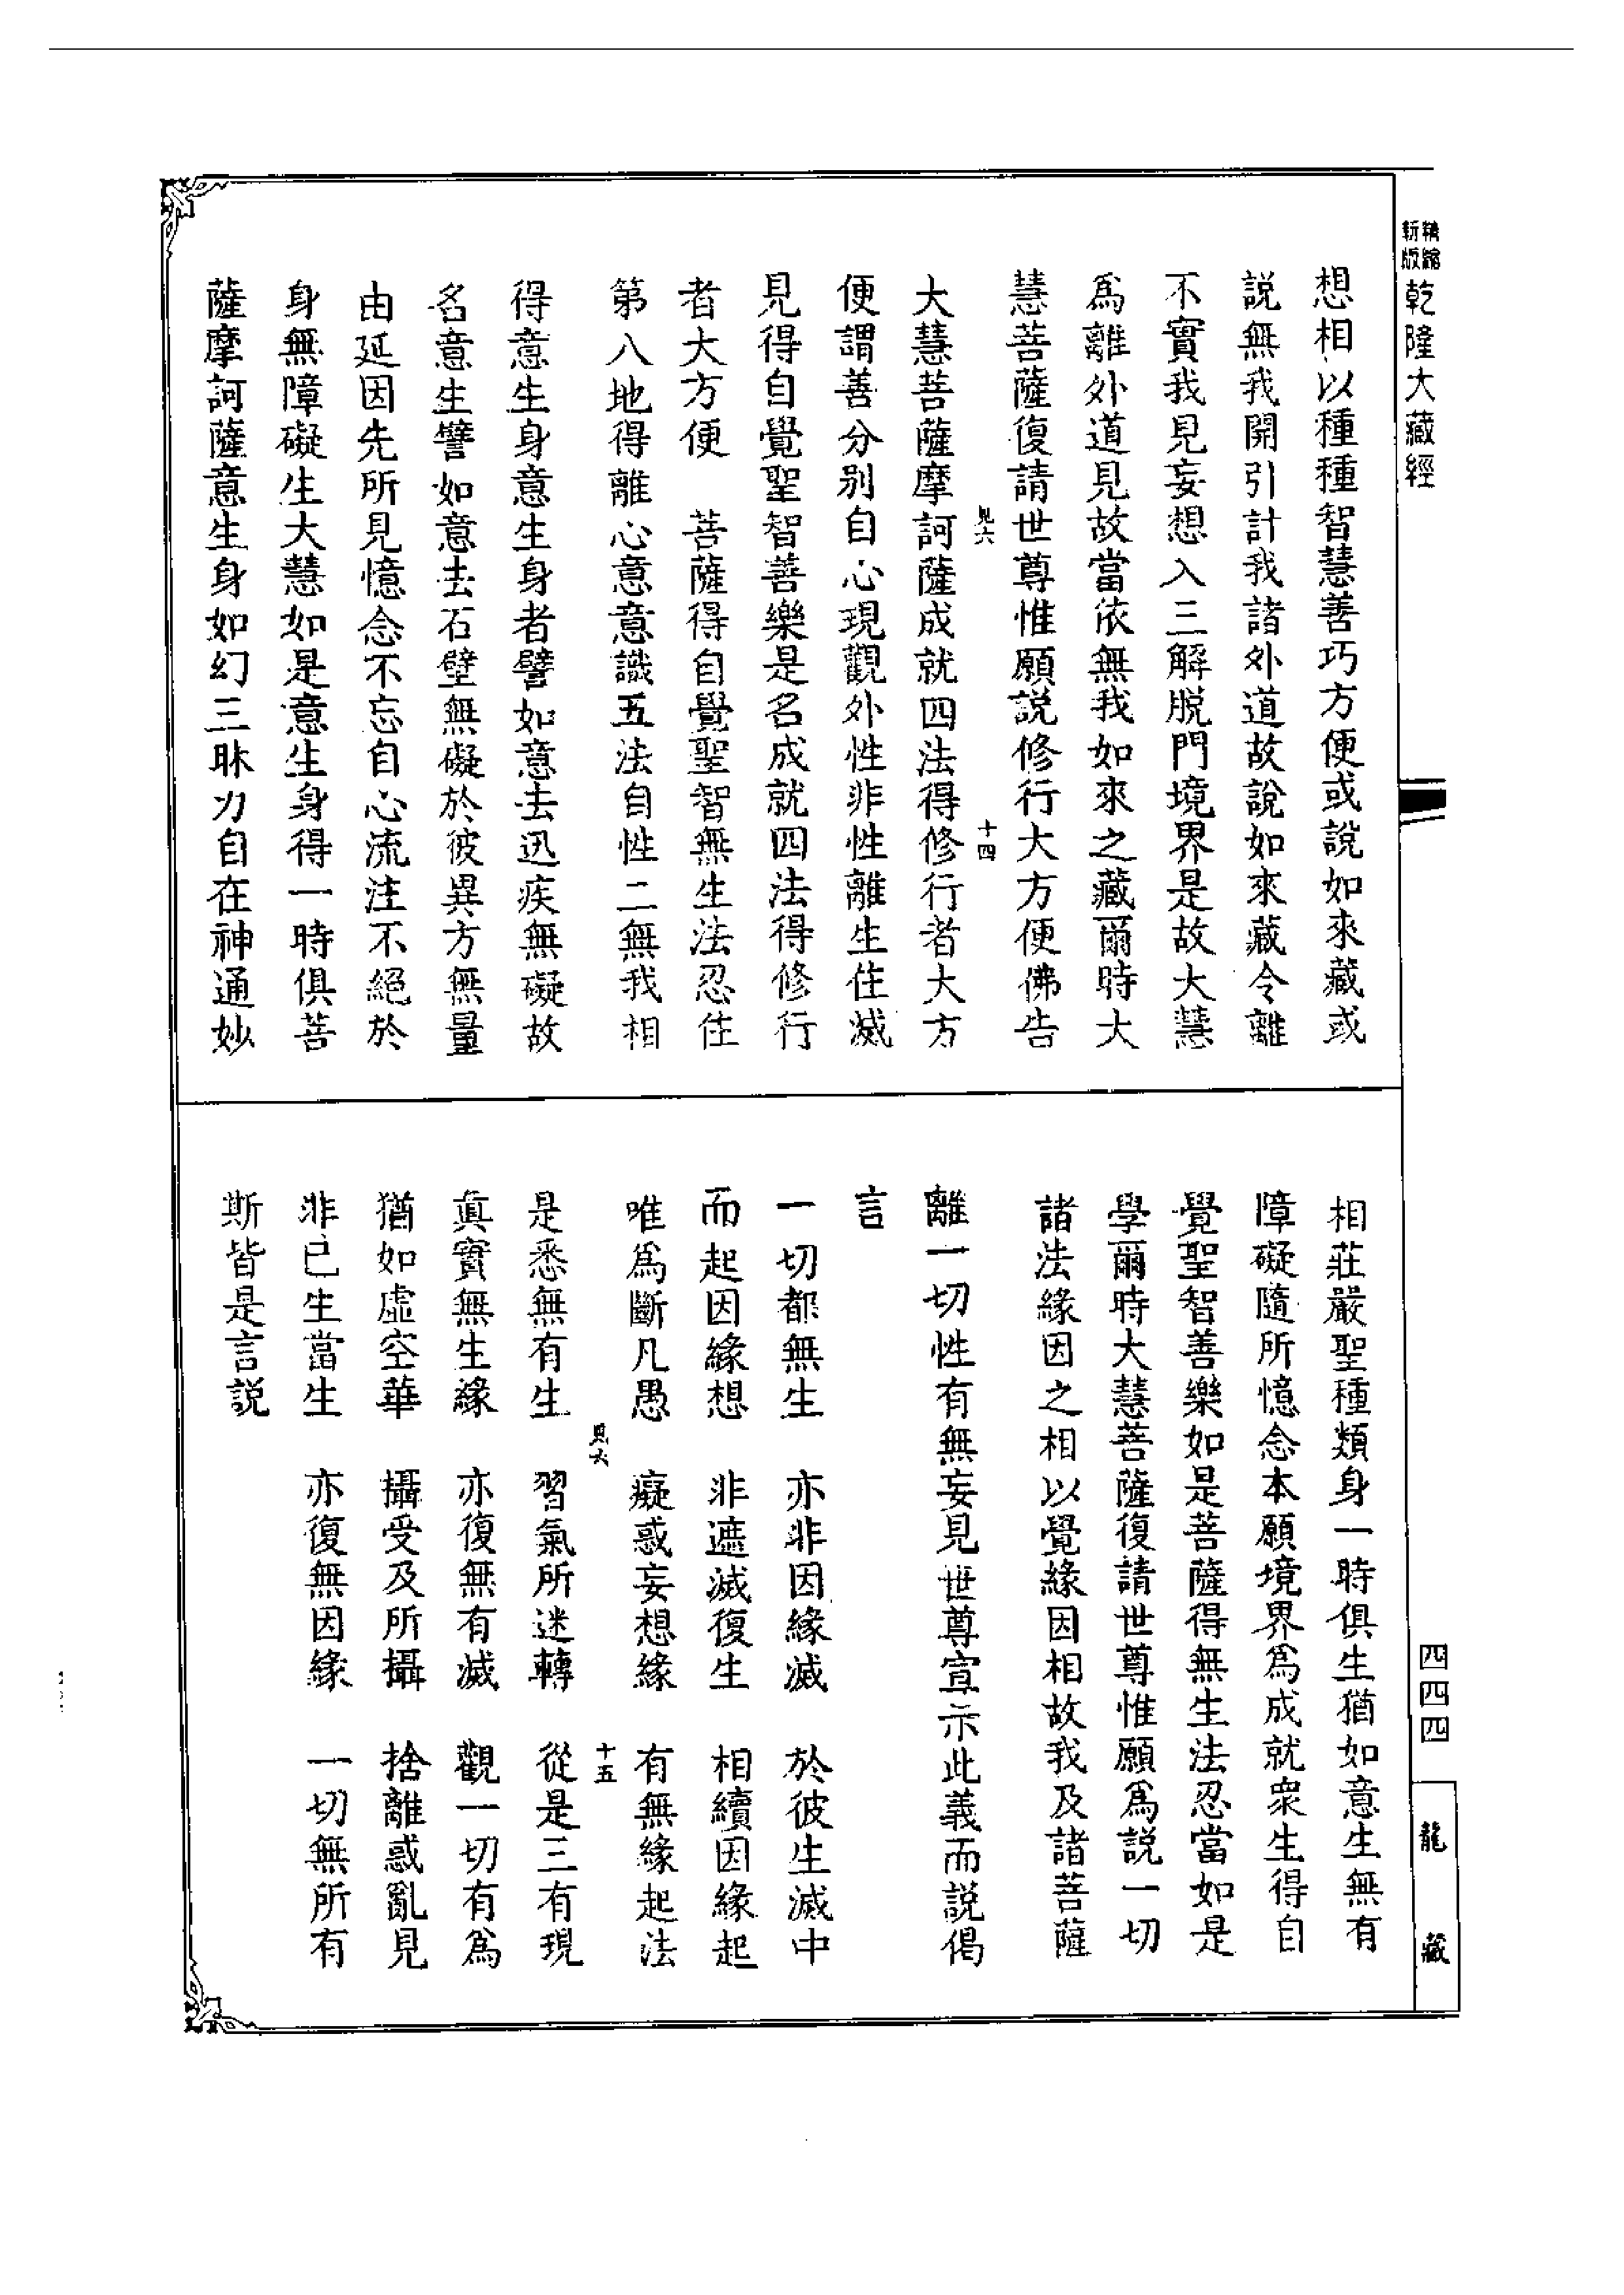 精縮
新版
乾隆大藏經
想相以種種智慧善巧方便或說如來藏或
說無我開引計我諸外道故說如來藏令離
不實我見妄想入三解脫門境界是故大慧
爲離外道見故當依無我如來之藏爾時大
慧菩薩復請世尊惟願說修行大方便佛告
見六
十四
大慧菩薩摩訶薩成就四法得修行者大方
便謂善分別自心現觀外性非性離生住滅
見得自覺聖智善樂是名成就四法得修行
者大方便 菩薩得自覺聖智無生法忍住
第八地得離心意意識五法自性二無我相
得意生身意生身者譬如意去迅疾無礙故
名意生譬如意去石壁無礙於彼異方無量
由延因先所見憶念不忘自心流注不絕於
身無障礙生大慧如是意生身得一時俱菩
薩摩訶薩意生身如幻三昧力自在神通妙
相莊嚴聖種類身一時俱生猶如意生無有
障礙隨所憶念本願境界爲成就衆生得自
覺聖智善樂如是菩薩得無生法忍當如是
學爾時大慧菩薩復請世尊惟願爲說一切
諸法緣因之相以覺緣因相故我及諸菩薩
離一切性有無妄見世尊宣示此義而說偈
言
一切都無生 亦非因緣滅 於彼生滅中
而起因緣想 非遮滅復生 相續因緣起
唯爲斷凡愚 癡惑妄想緣 有無緣起法
見六
十五
是悉無有生 習氣所迷轉 從是三有現
眞實無生緣 亦復無有滅 觀一切有爲
猶如虛空華 攝受及所攝 捨離惑亂見
非已生當生 亦復無因緣 一切無所有
斯皆是言說
四四四
龍藏